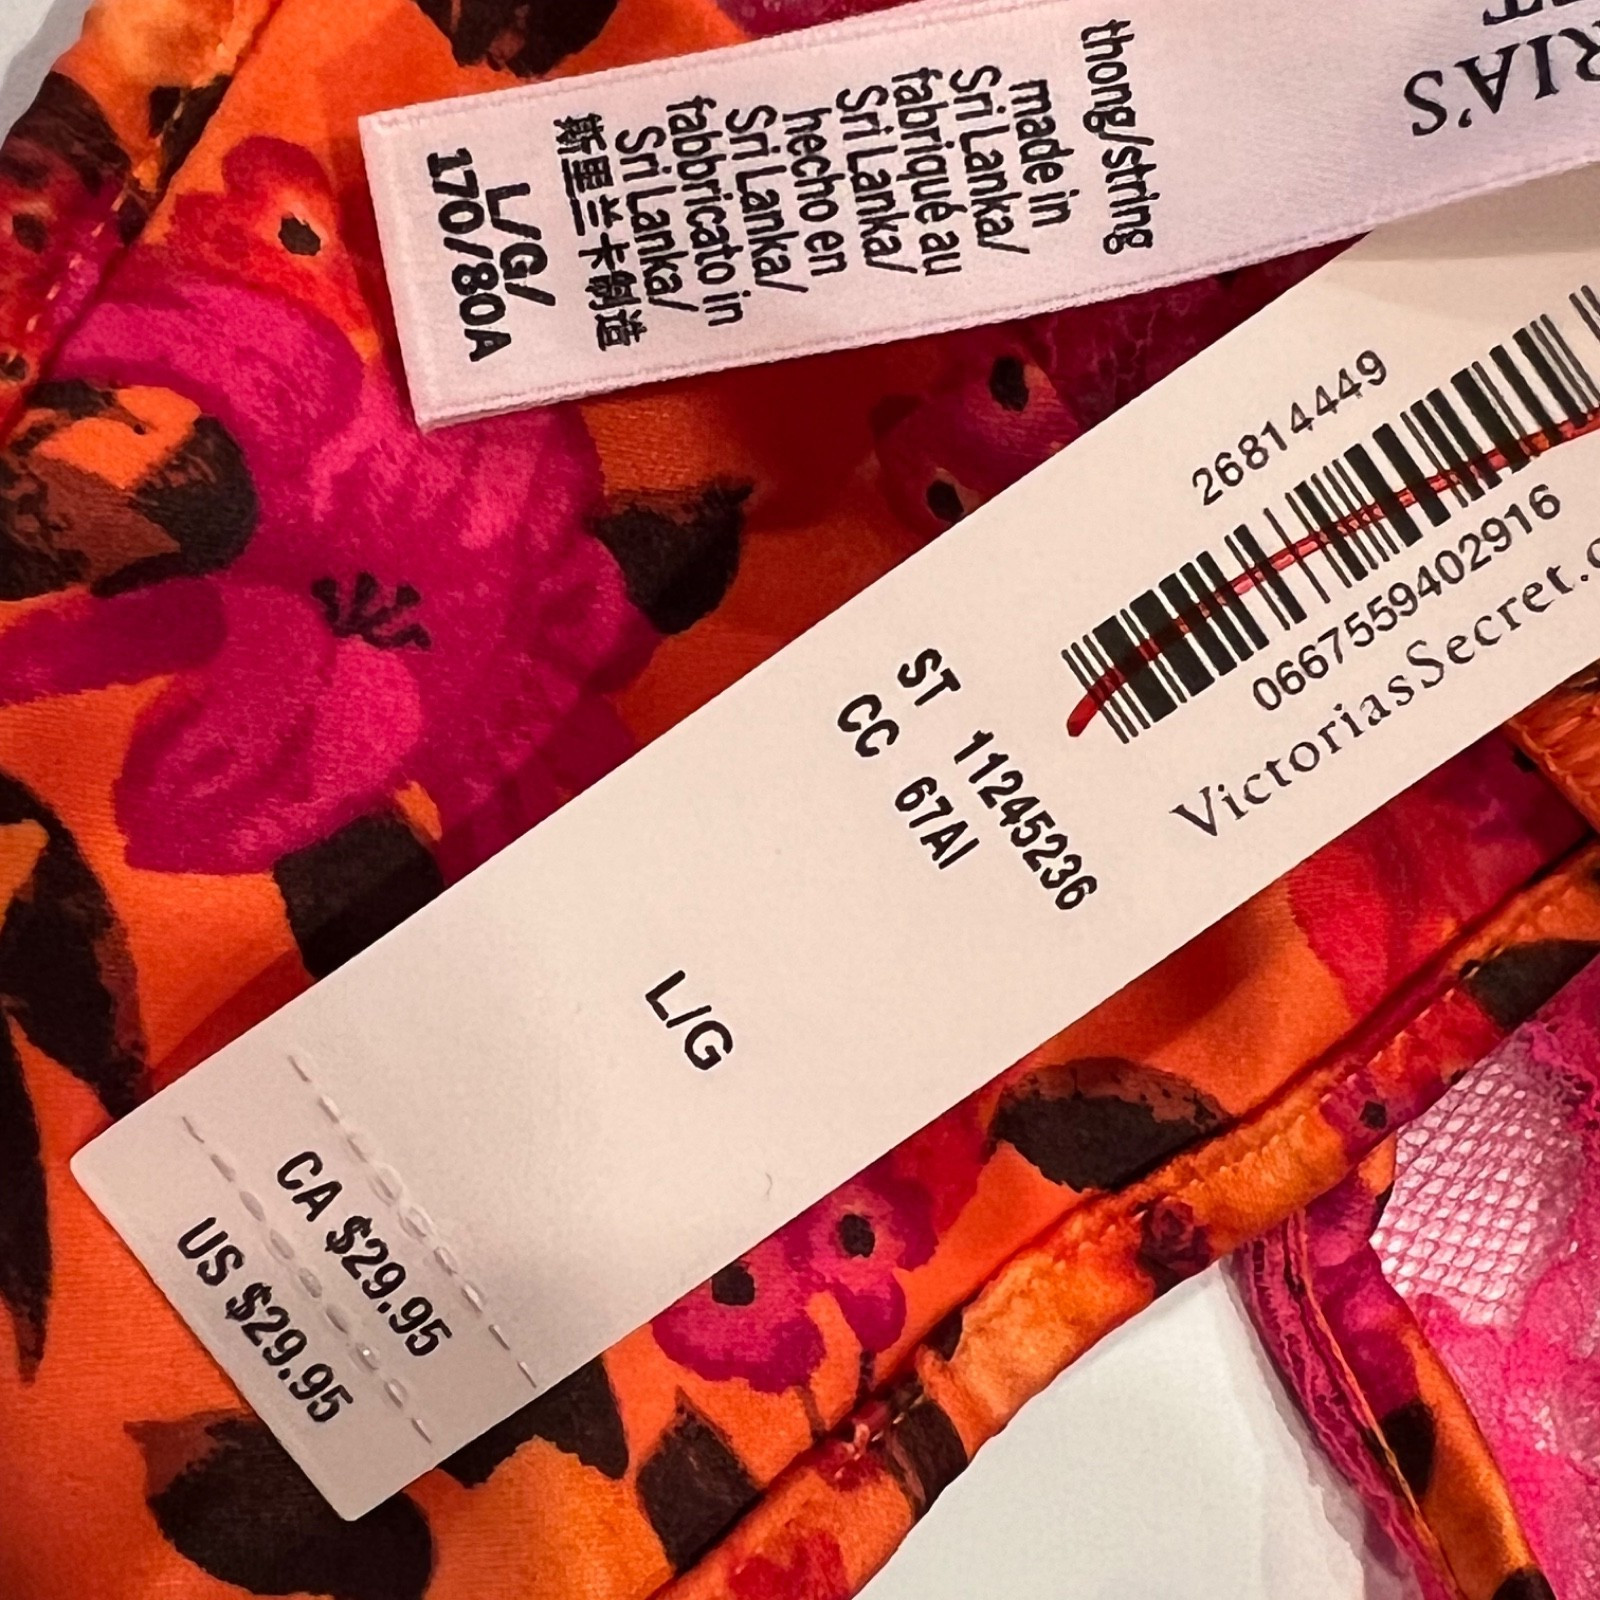 RIA'S
thong/string
made in
Sri Lanka/
fabriqué au
Sri Lanka/
hecho en
Sri Lanka/
fabbricato in
Sri Lanka/
斯里兰卡制造
L/G/
170/80A
26814449
0667559402916
VictoriasSecret.c
ST 11245236
CC 67AI
L/G
CA $29.95
US $29.95